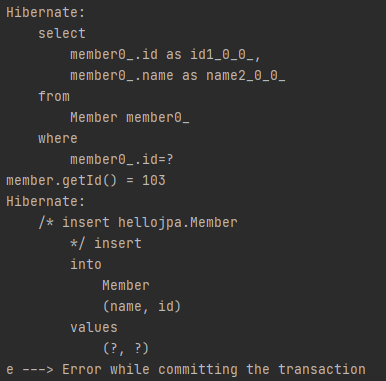 Hibernate:
    select
        member0_.id as id1_0_0_,
        member0_.name as name2_0_0_
    from
        Member member0_
    where
        member0_.id=?
member.getId() = 103
Hibernate:
    /* insert hellojpa.Member
        */ insert
        into
            Member
            (name, id)
        values
            (?, ?)
e ---> Error while committing the transaction